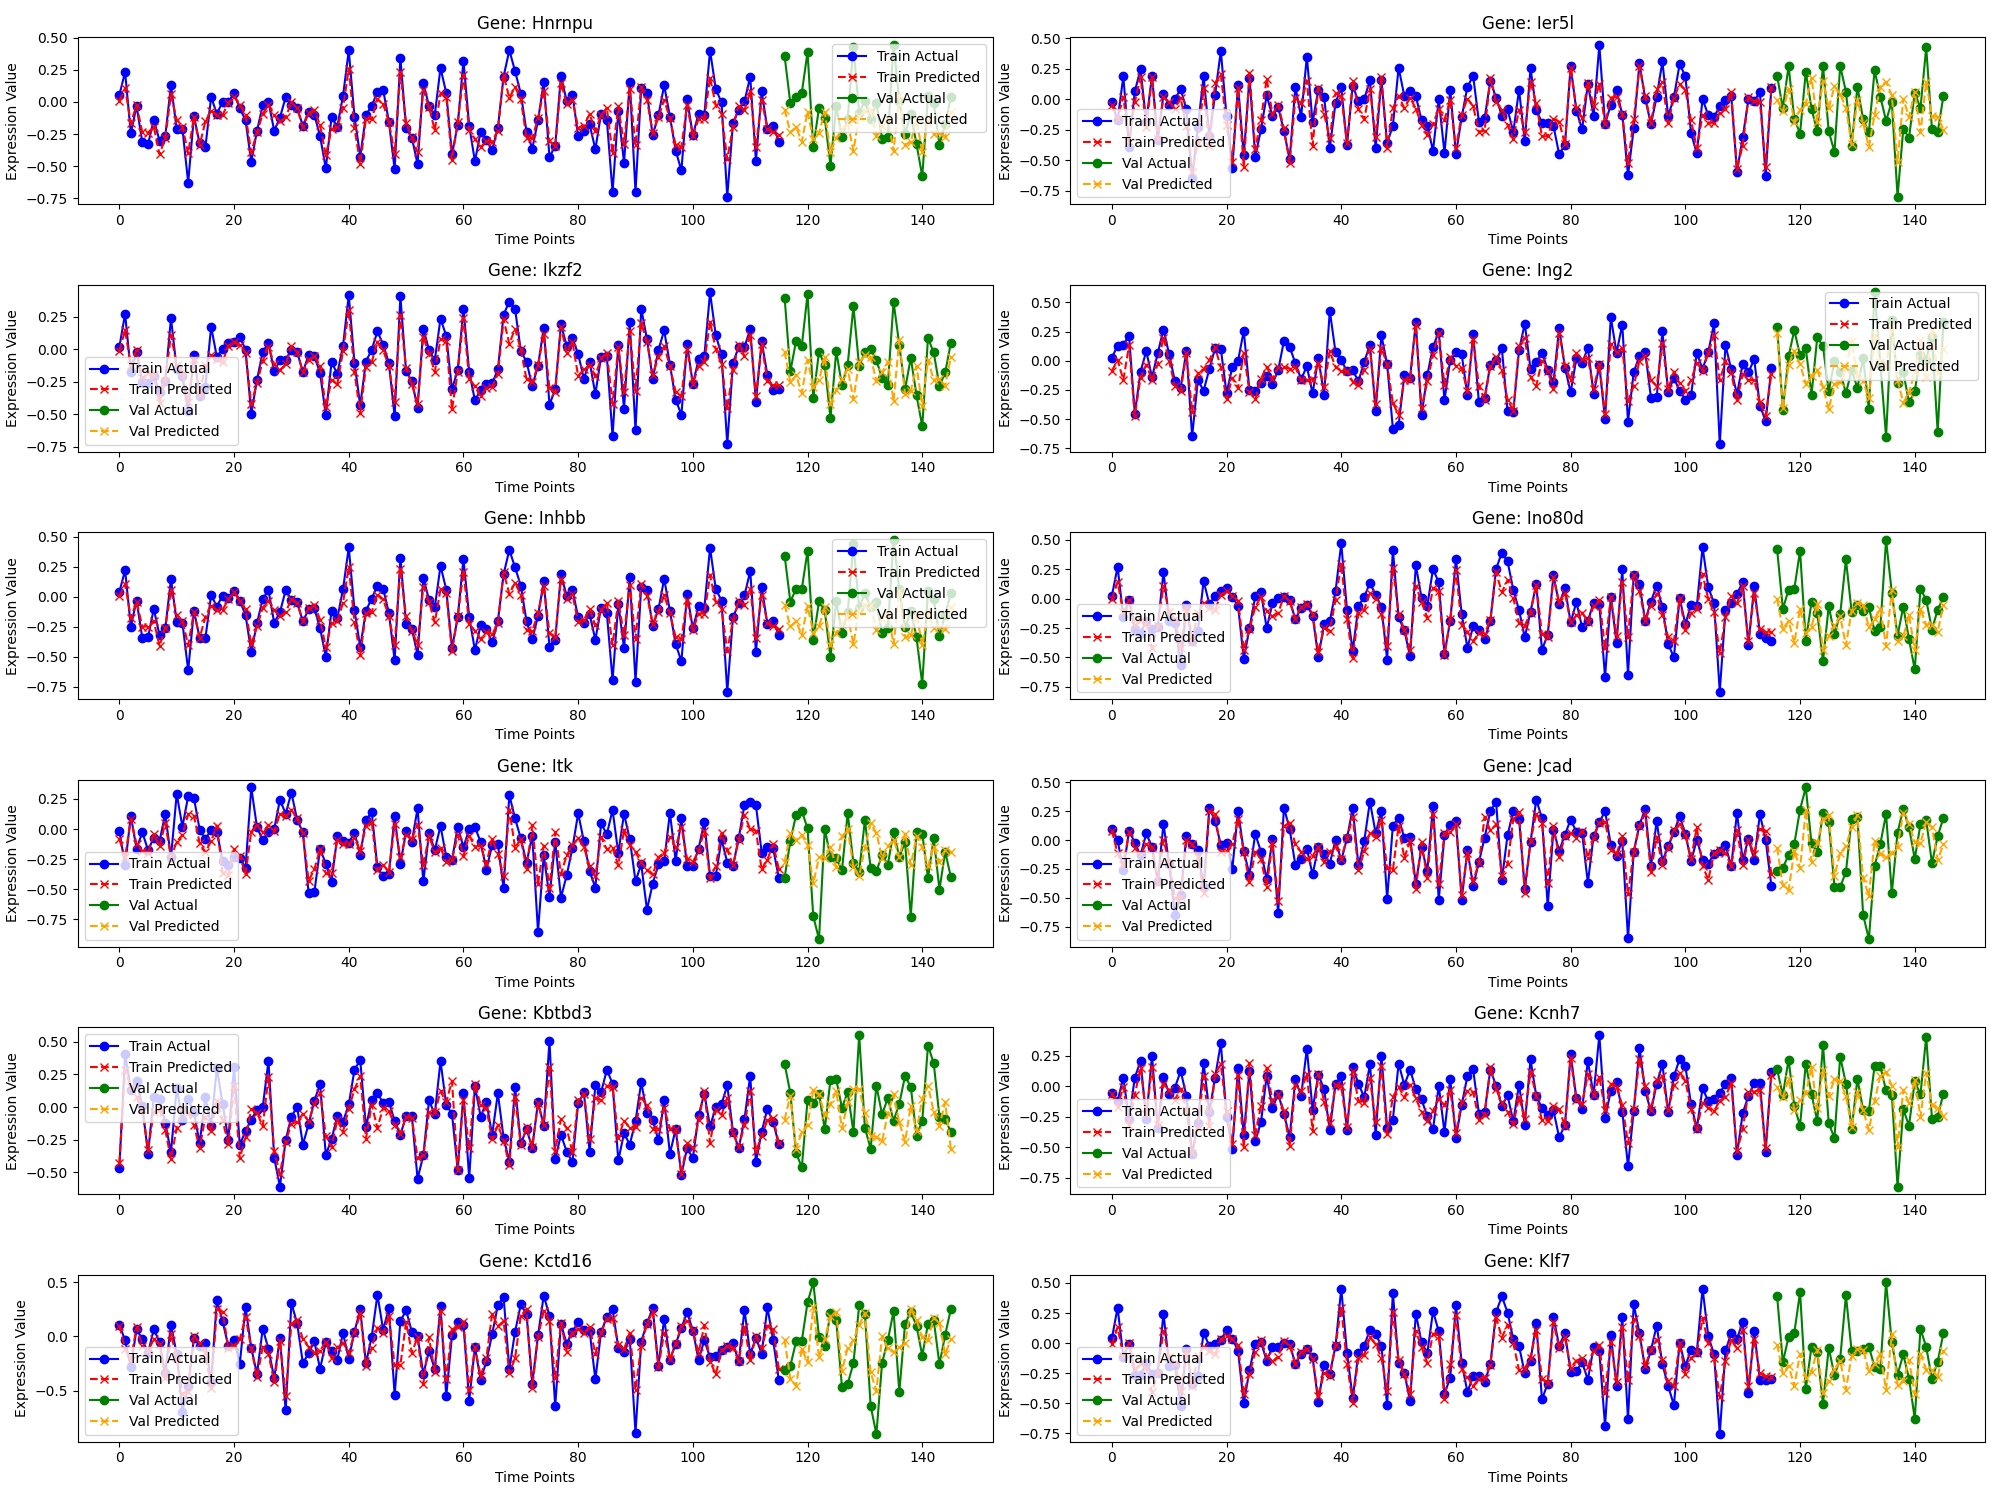 Gene: Hnrnpu
Expression Value
0.50
0.25
0.00
−0.25
−0.50
−0.75
Train Actual
Train Predicted
Val Actual
Val Predicted
0 20 40 60 80 100 120 140
Time Points
Gene: Ier5l
Expression Value
0.50
0.25
0.00
−0.25
−0.50
−0.75
Train Actual
Train Predicted
Val Actual
Val Predicted
0 20 40 60 80 100 120 140
Time Points
Gene: Ikzf2
Expression Value
0.25
0.00
−0.25
−0.50
−0.75
Train Actual
Train Predicted
Val Actual
Val Predicted
0 20 40 60 80 100 120 140
Time Points
Gene: Ing2
Expression Value
0.50
0.25
0.00
−0.25
−0.50
−0.75
Train Actual
Train Predicted
Val Actual
Val Predicted
0 20 40 60 80 100 120 140
Time Points
Gene: Inhbb
Expression Value
0.50
0.25
0.00
−0.25
−0.50
−0.75
Train Actual
Train Predicted
Val Actual
Val Predicted
0 20 40 60 80 100 120 140
Time Points
Gene: Ino80d
Expression Value
0.50
0.25
0.00
−0.25
−0.50
−0.75
Train Actual
Train Predicted
Val Actual
Val Predicted
0 20 40 60 80 100 120 140
Time Points
Gene: Itk
Expression Value
0.25
0.00
−0.25
−0.50
−0.75
Train Actual
Train Predicted
Val Actual
Val Predicted
0 20 40 60 80 100 120 140
Time Points
Gene: Jcad
Expression Value
0.50
0.25
0.00
−0.25
−0.50
−0.75
Train Actual
Train Predicted
Val Actual
Val Predicted
0 20 40 60 80 100 120 140
Time Points
Gene: Kbtbd3
Expression Value
0.50
0.25
0.00
−0.25
−0.50
Train Actual
Train Predicted
Val Actual
Val Predicted
0 20 40 60 80 100 120 140
Time Points
Gene: Kcnh7
Expression Value
0.25
0.00
−0.25
−0.50
−0.75
Train Actual
Train Predicted
Val Actual
Val Predicted
0 20 40 60 80 100 120 140
Time Points
Gene: Kctd16
Expression Value
0.5
0.0
−0.5
Train Actual
Train Predicted
Val Actual
Val Predicted
0 20 40 60 80 100 120 140
Time Points
Gene: Klf7
Expression Value
0.50
0.25
0.00
−0.25
−0.50
−0.75
Train Actual
Train Predicted
Val Actual
Val Predicted
0 20 40 60 80 100 120 140
Time Points